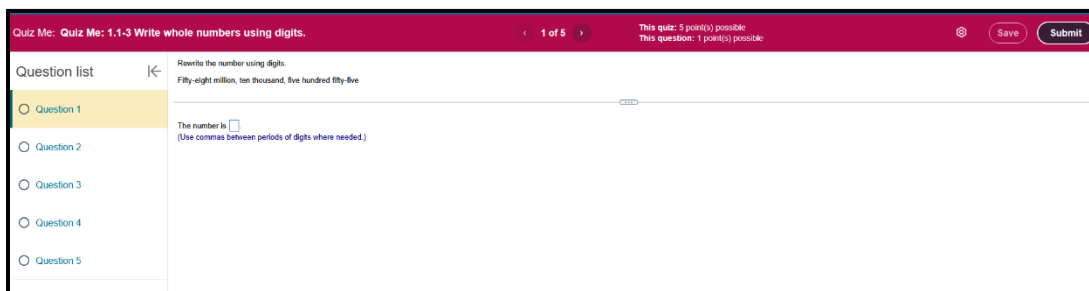 Quiz Me: Quiz Me: 1.1-3 Write whole numbers using digits.
1 of 5
This quiz: 5 point(s) possible
This question: 1 point(s) possible
Save
Submit
Question list
Question 1
Question 2
Question 3
Question 4
Question 5
Rewrite the number using digits.
Fifty-eight million, ten thousand, five hundred fifty-five
The number is
(Use commas between periods of digits where needed.)